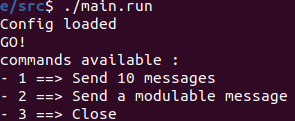 e/src$ ./main.run
Config loaded
GO!
commands available :
- 1 ==> Send 10 messages
- 2 ==> Send a modulable message
- 3 ==> Close